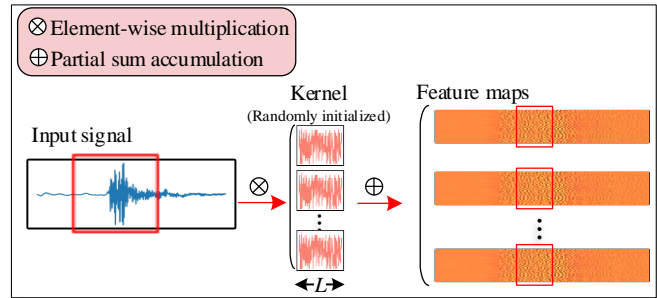 ⊗ Element-wise multiplication
⊕ Partial sum accumulation
Input signal
⊗
Kernel
(Randomly initialized)
⋮
L
⊕
Feature maps
⋮